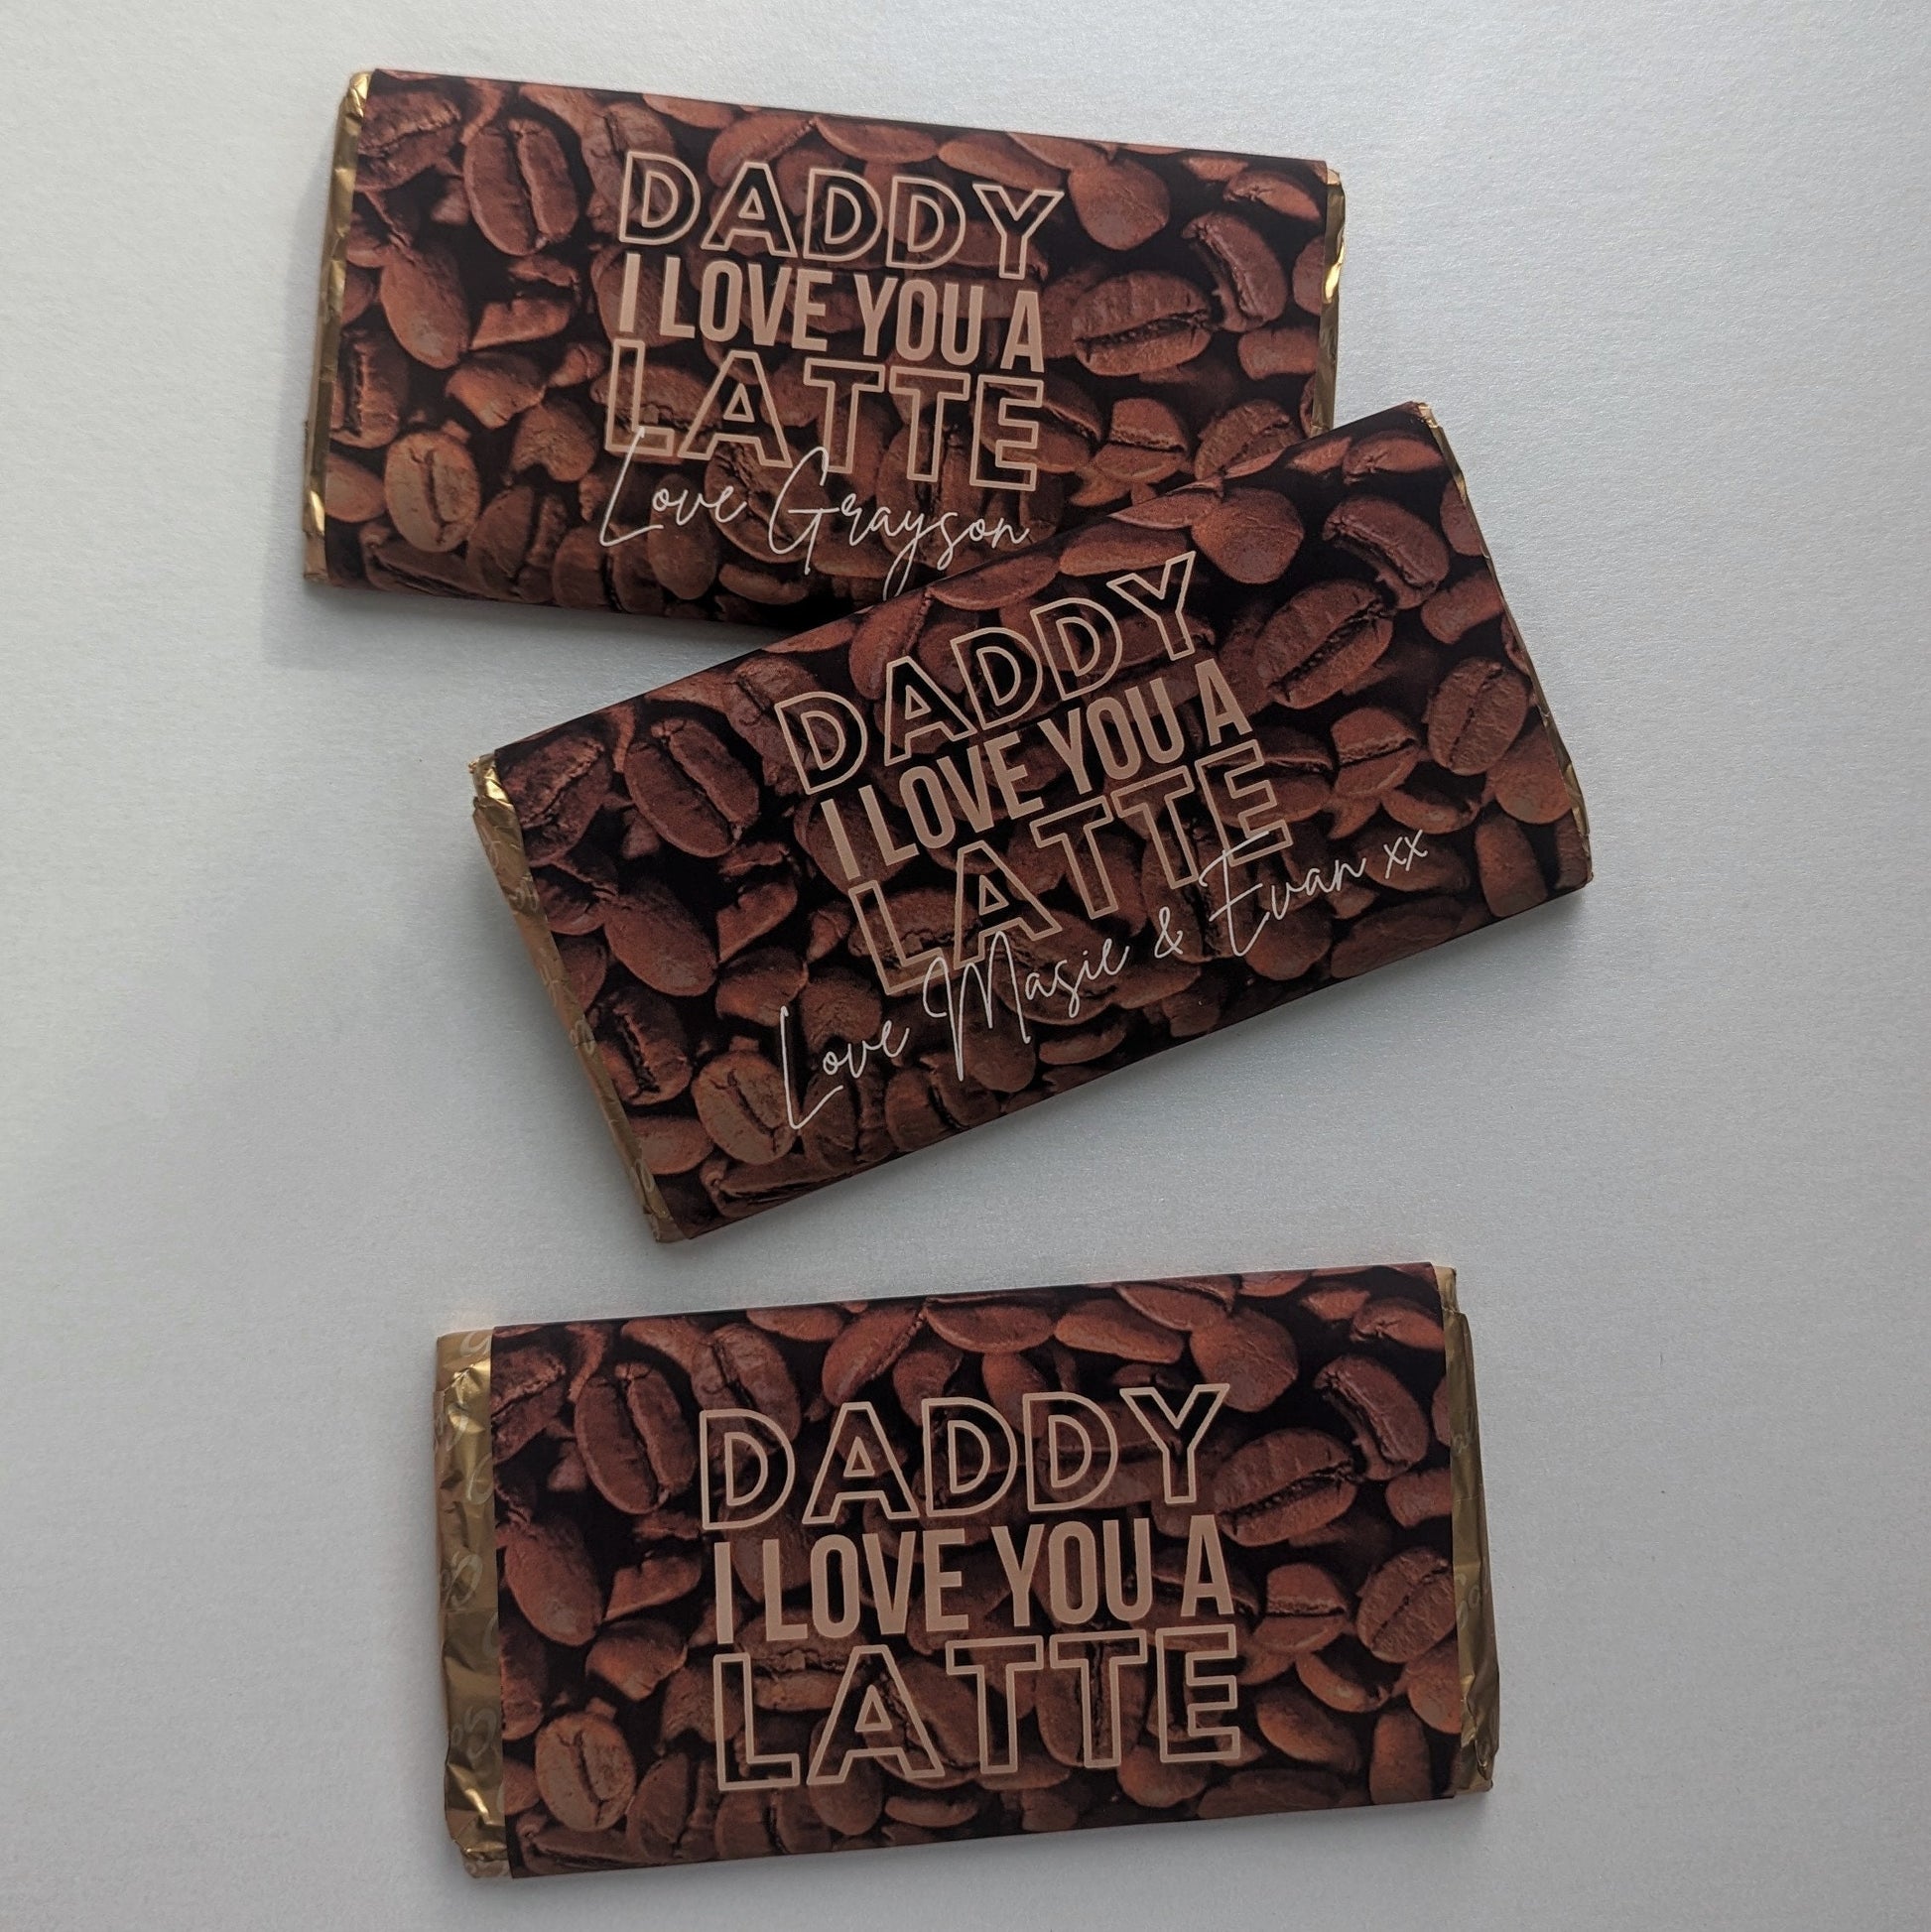 DADDY
I LOVE YOU A
LATTE
Love Grayson
DADDY
I LOVE YOU A
LATTE
Love Masie & Evan xx
DADDY
I LOVE YOU A
LATTE